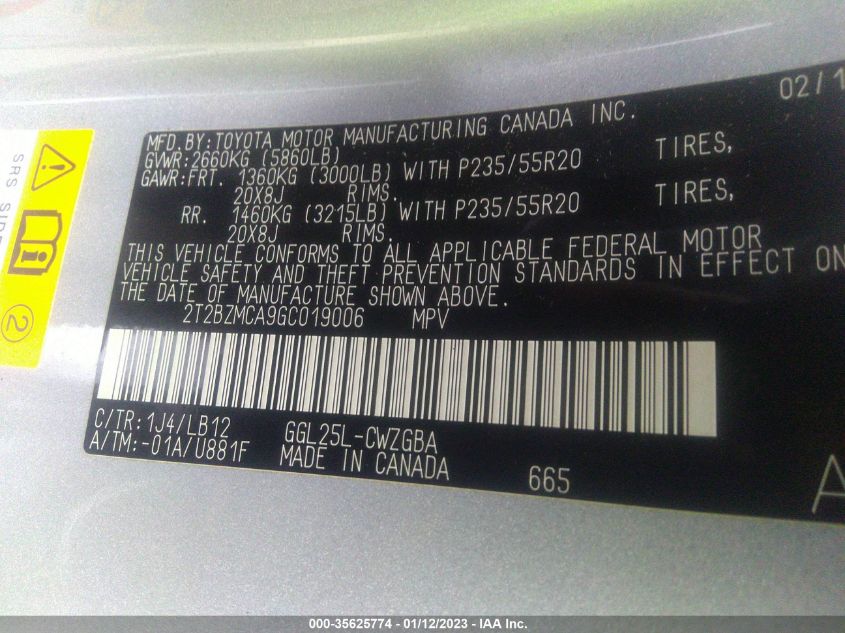 02/1
MFD.BY:TOYOTA MOTOR MANUFACTURING CANADA INC.
GVWR:2660KG (5860LB)
GAWR:FRT. 1360KG (3000LB) WITH P235/55R20 TIRES,
20X8J RIMS.
RR. 1460KG (3215LB) WITH P235/55R20 TIRES,
20X8J RIMS.
THIS VEHICLE CONFORMS TO ALL APPLICABLE FEDERAL MOTOR
VEHICLE SAFETY AND THEFT PREVENTION STANDARDS IN EFFECT ON
THE DATE OF MANUFACTURE SHOWN ABOVE.
2T2BZMCA9GC019006 MPV
C/TR:1J4/LB12 GGL25L-CWZGBA
A/TM:-01A/U881F MADE IN CANADA 665
A
SRS SIDE
2
000-35625774 - 01/12/2023 - IAA Inc.